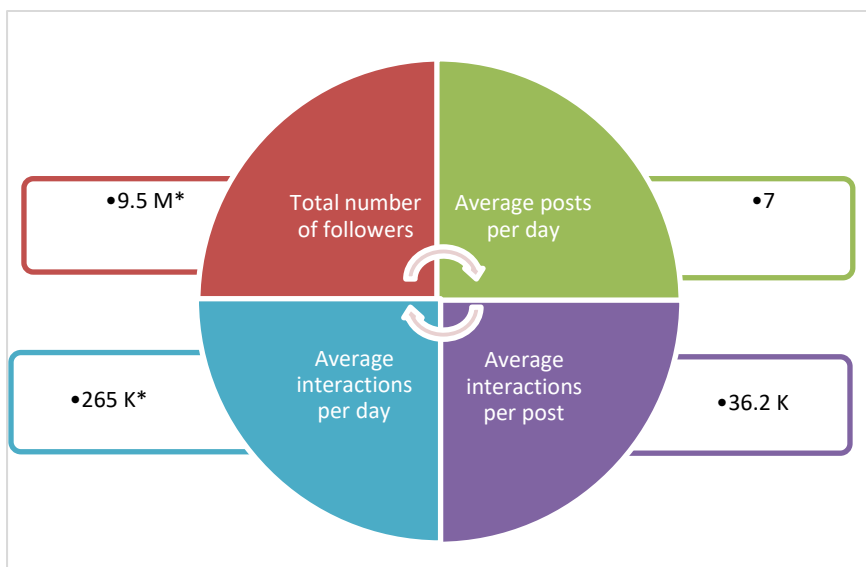 •9.5 M*
Total number
of followers
Average posts
per day
•7
•265 K*
Average
interactions
per day
Average
interactions
per post
•36.2 K